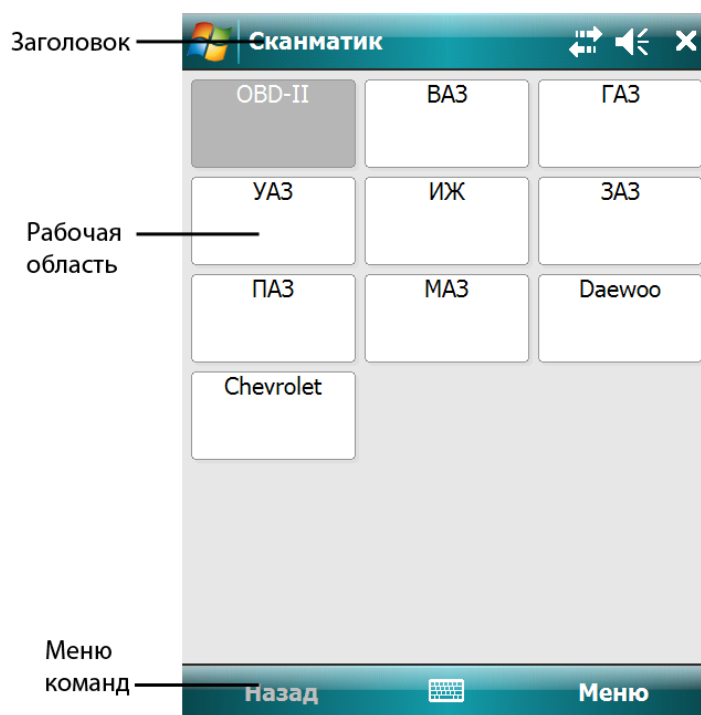 Заголовок
Сканматик
OBD-II
ВАЗ
ГАЗ
УАЗ
ИЖ
ЗАЗ
Рабочая
область
ПАЗ
МАЗ
Daewoo
Chevrolet
Меню
команд
Назад
Меню